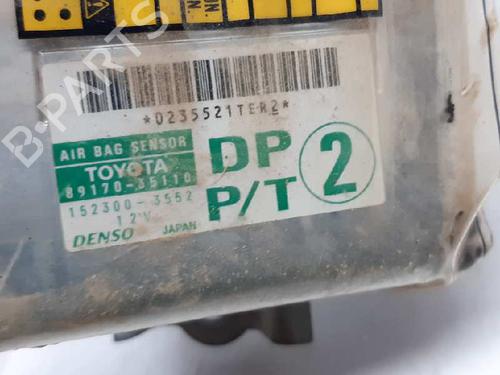 *0235521TER2*
AIR BAG SENSOR
TOYOTA
89170-35110
152300-3552
12V
DENSO JAPAN
DP
P/T
2
B-PARTS